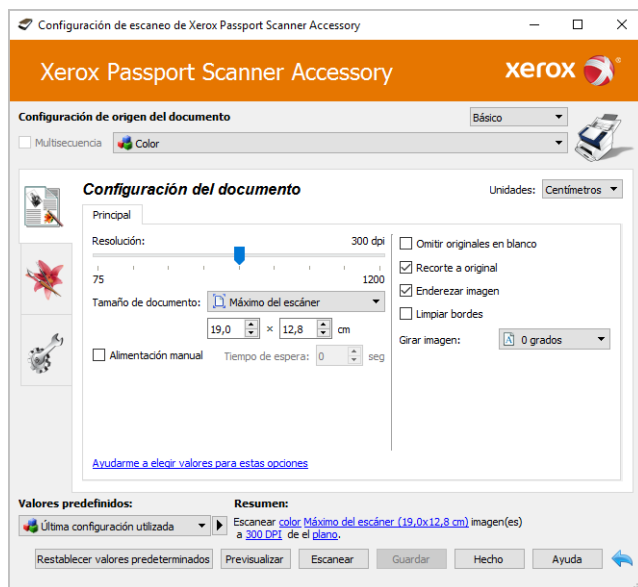 Configuración de escaneo de Xerox Passport Scanner Accessory
Xerox Passport Scanner Accessory
xerox
Configuración de origen del documento
Básico
Multisecuencia
Color
Configuración del documento
Unidades: Centímetros
Principal
Resolución: 300 dpi
75 1200
Tamaño de documento: Máximo del escáner
19,0 × 12,8 cm
Alimentación manual Tiempo de espera: 0 seg
Omitir originales en blanco
Recorte a original
Enderezar imagen
Limpiar bordes
Girar imagen: 0 grados
Ayudarme a elegir valores para estas opciones
Valores predefinidos:
Última configuración utilizada
Resumen:
Escanear color Máximo del escáner (19,0x12,8 cm) imagen(es)
a 300 DPI de el plano.
Restablecer valores predeterminados Previsualizar Escanear Guardar Hecho Ayuda